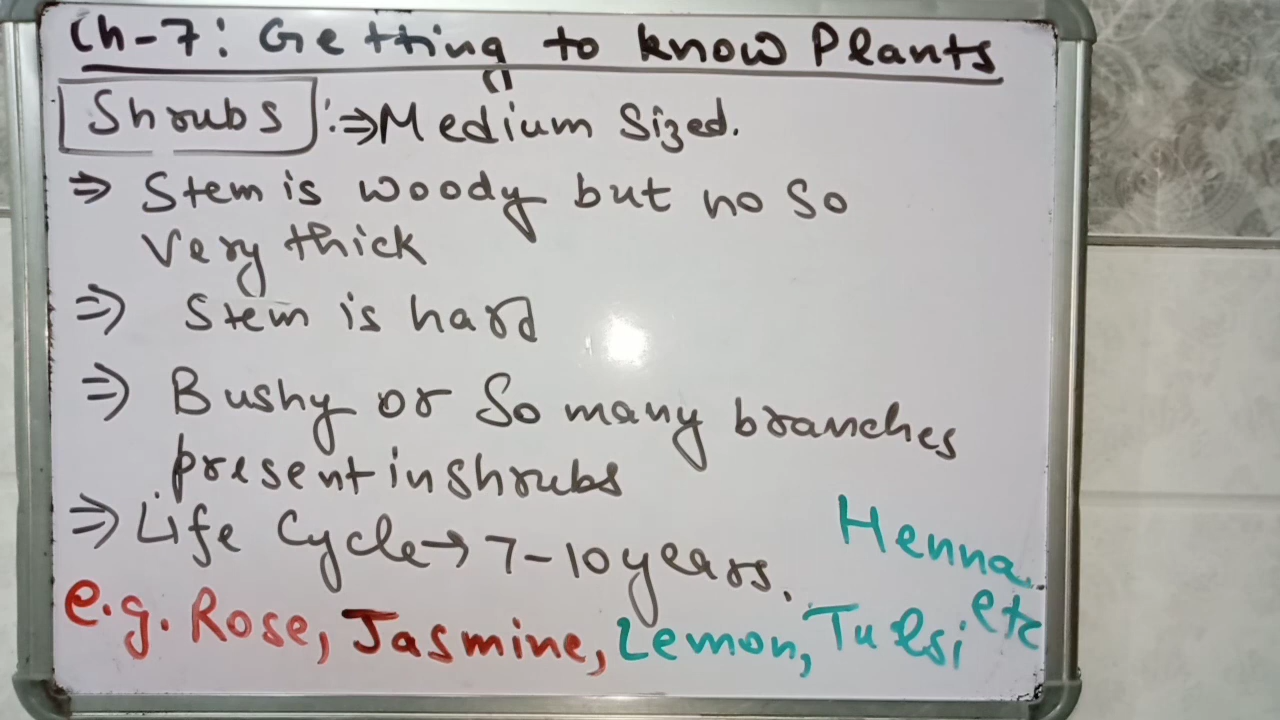 Ch-7: Getting to know Plants
Shrubs :⇒ Medium Sized.
⇒ Stem is woody but no so
very thick
⇒ Stem is hard
⇒ Bushy or So many branches
present in shrubs
⇒ Life Cycle → 7-10 years.
Henna
e.g. Rose, Jasmine, Lemon, Tulsi etc